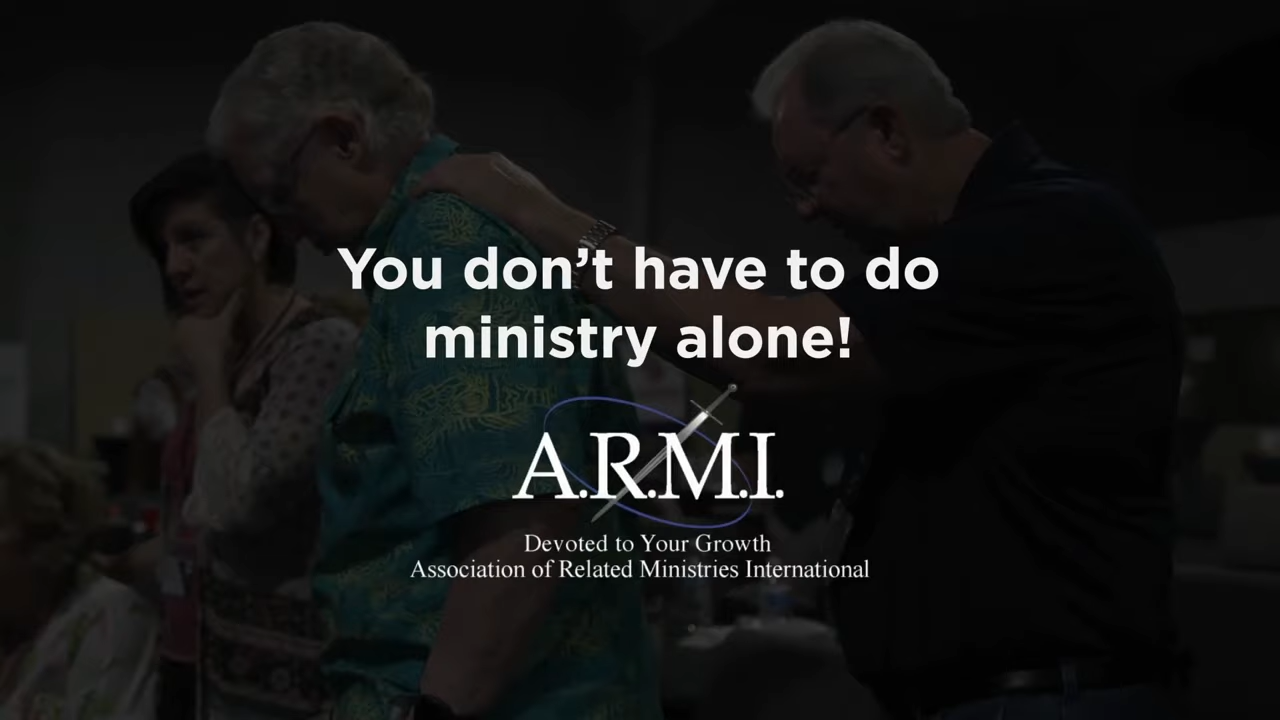 You don’t have to do
ministry alone!
A.R.M.I.
Devoted to Your Growth
Association of Related Ministries International